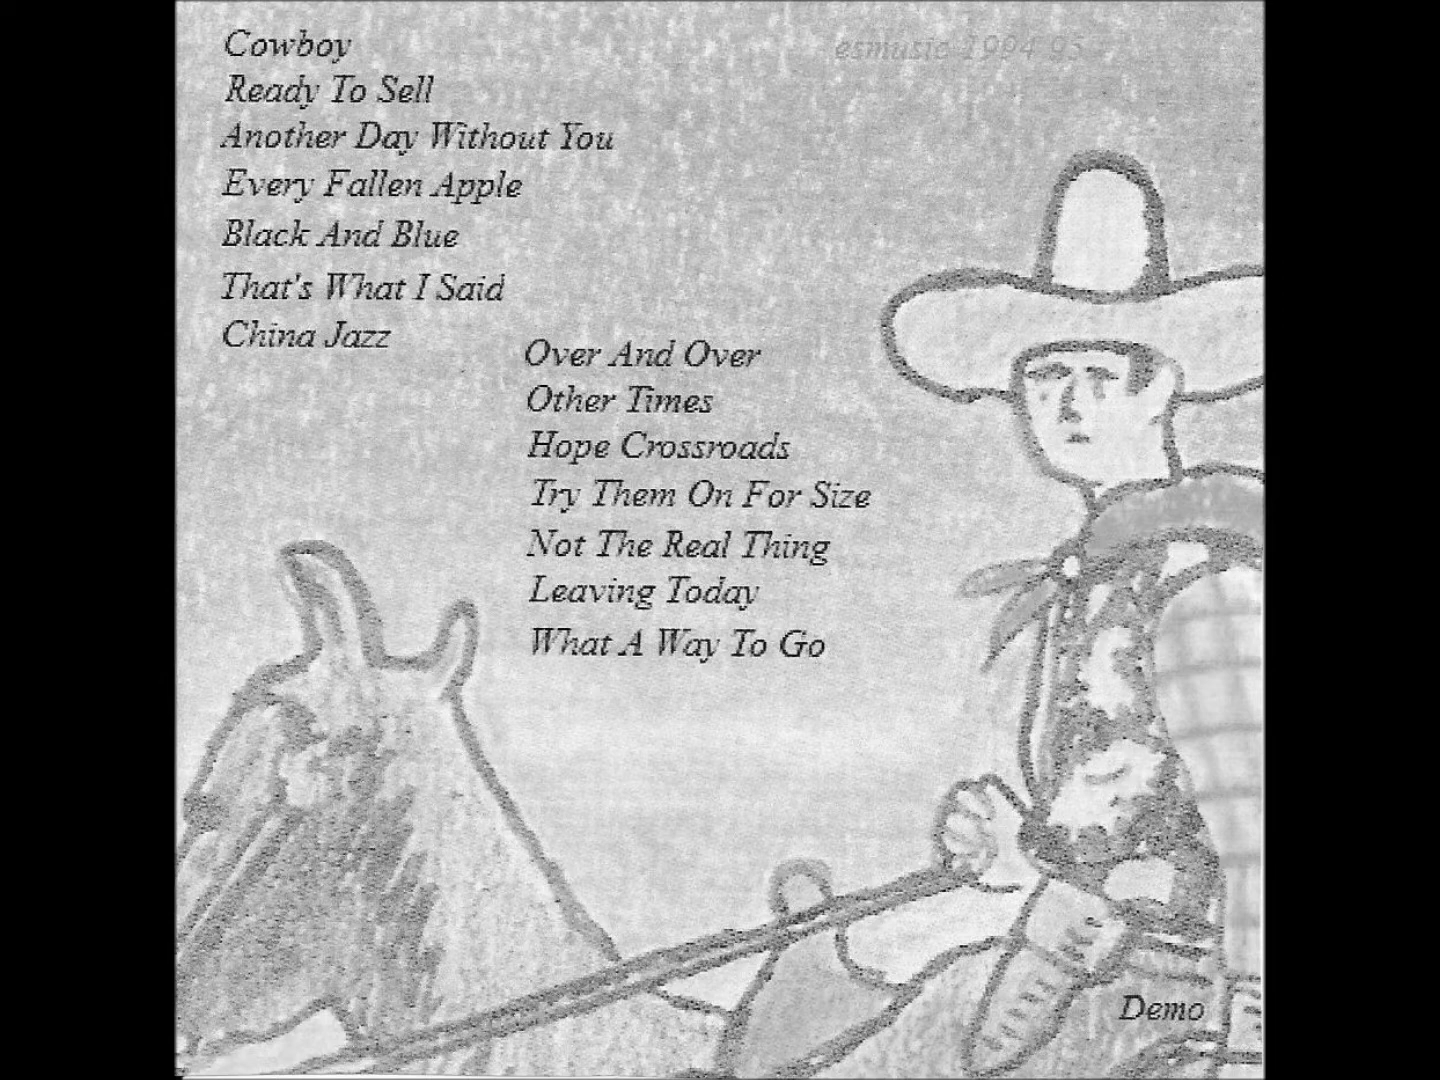 Cowboy
Ready To Sell
Another Day Without You
Every Fallen Apple
Black And Blue
That's What I Said
China Jazz
esmusic 1994-95
Over And Over
Other Times
Hope Crossroads
Try Them On For Size
Not The Real Thing
Leaving Today
What A Way To Go
Demo